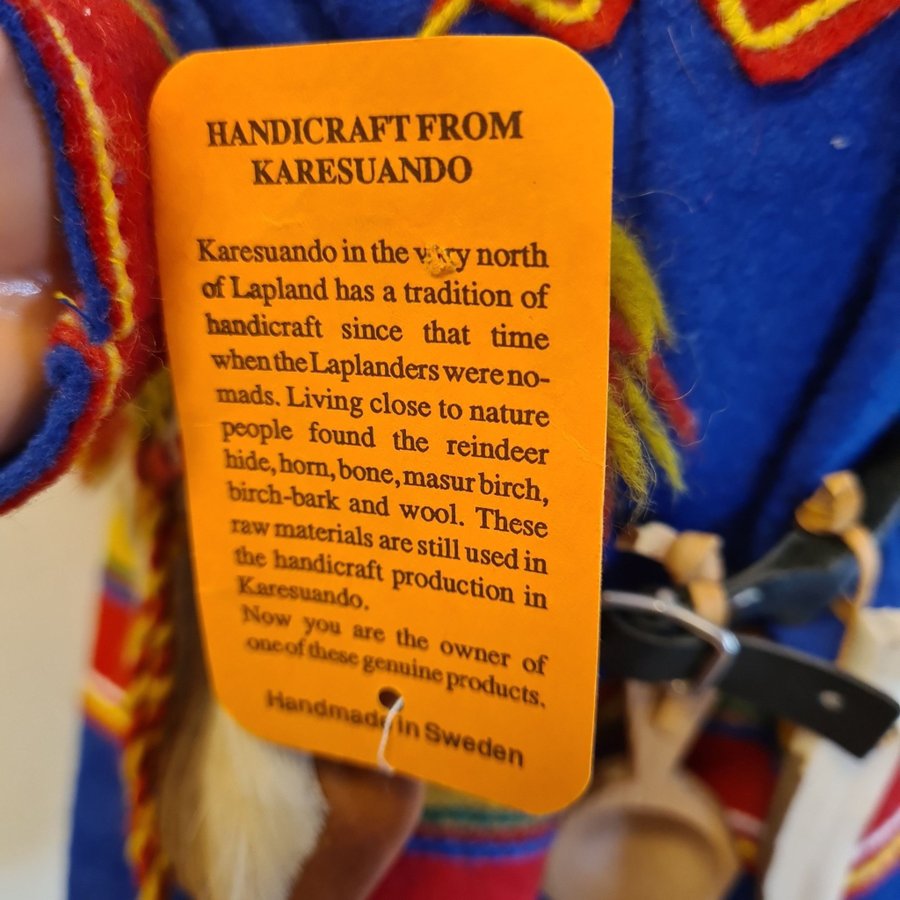 HANDICRAFT FROM
KARESUANDO
Karesuando in the very north
of Lapland has a tradition of
handicraft since that time
when the Laplanders were no-
mads. Living close to nature
people found the reindeer
hide, horn, bone, masur birch,
birch-bark and wool. These
raw materials are still used in
the handicraft production in
Karesuando.
Now you are the owner of
one of these genuine products.
Handmade in Sweden